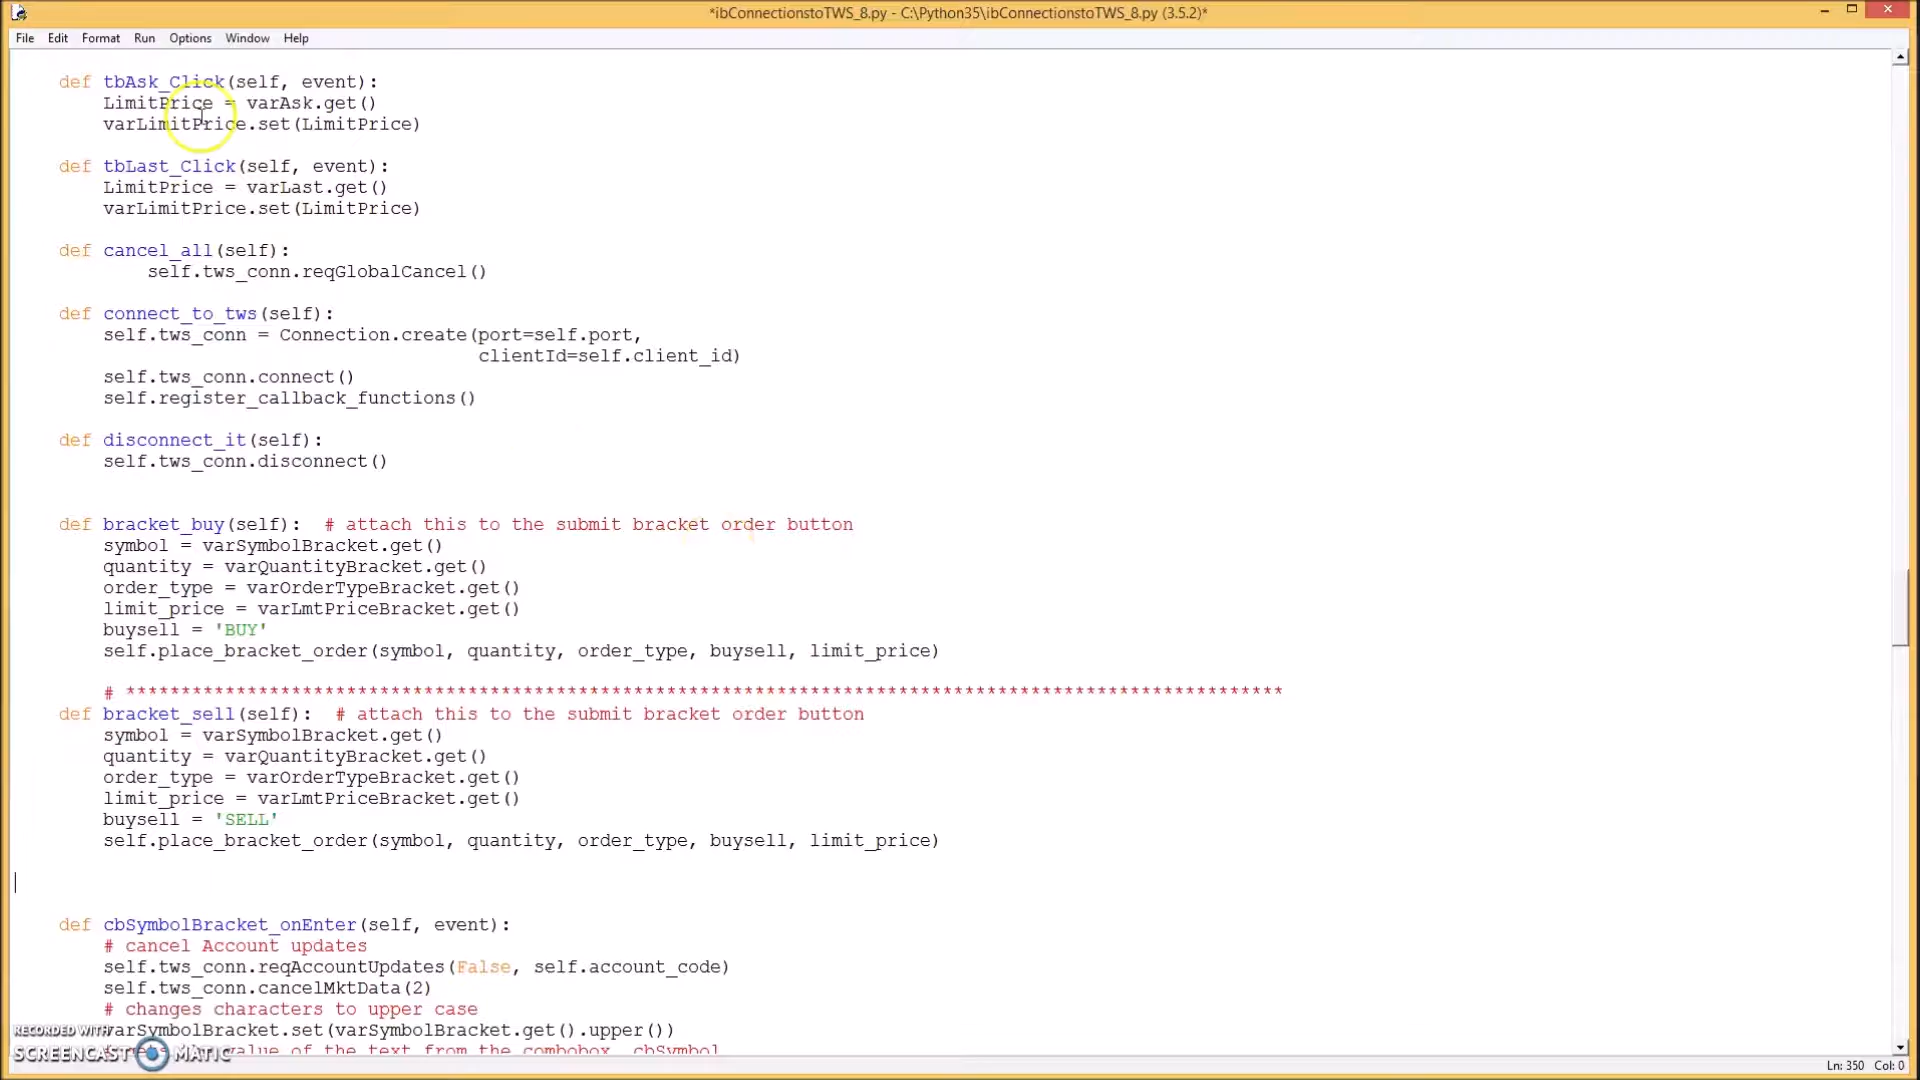 *ibConnectionstoTWS_8.py - C:\Python35\ibConnectionstoTWS_8.py (3.5.2)*
File Edit Format Run Options Window Help
def tbAsk_Click(self, event):
LimitPrice = varAsk.get()
varLimitPrice.set(LimitPrice)
def tbLast_Click(self, event):
LimitPrice = varLast.get()
varLimitPrice.set(LimitPrice)
def cancel_all(self):
self.tws_conn.reqGlobalCancel()
def connect_to_tws(self):
self.tws_conn = Connection.create(port=self.port,
clientId=self.client_id)
self.tws_conn.connect()
self.register_callback_functions()
def disconnect_it(self):
self.tws_conn.disconnect()
def bracket_buy(self):  # attach this to the submit bracket order button
symbol = varSymbolBracket.get()
quantity = varQuantityBracket.get()
order_type = varOrderTypeBracket.get()
limit_price = varLmtPriceBracket.get()
buysell = 'BUY'
self.place_bracket_order(symbol, quantity, order_type, buysell, limit_price)
# *********************************************************************************************************
def bracket_sell(self):  # attach this to the submit bracket order button
symbol = varSymbolBracket.get()
quantity = varQuantityBracket.get()
order_type = varOrderTypeBracket.get()
limit_price = varLmtPriceBracket.get()
buysell = 'SELL'
self.place_bracket_order(symbol, quantity, order_type, buysell, limit_price)
def cbSymbolBracket_onEnter(self, event):
# cancel Account updates
self.tws_conn.reqAccountUpdates(False, self.account_code)
self.tws_conn.cancelMktData(2)
# changes characters to upper case
varSymbolBracket.set(varSymbolBracket.get().upper())
value of the text from the combobox cbSymbol
RECORDED WITH
SCREENCAST MATIC
Ln: 350 Col: 0